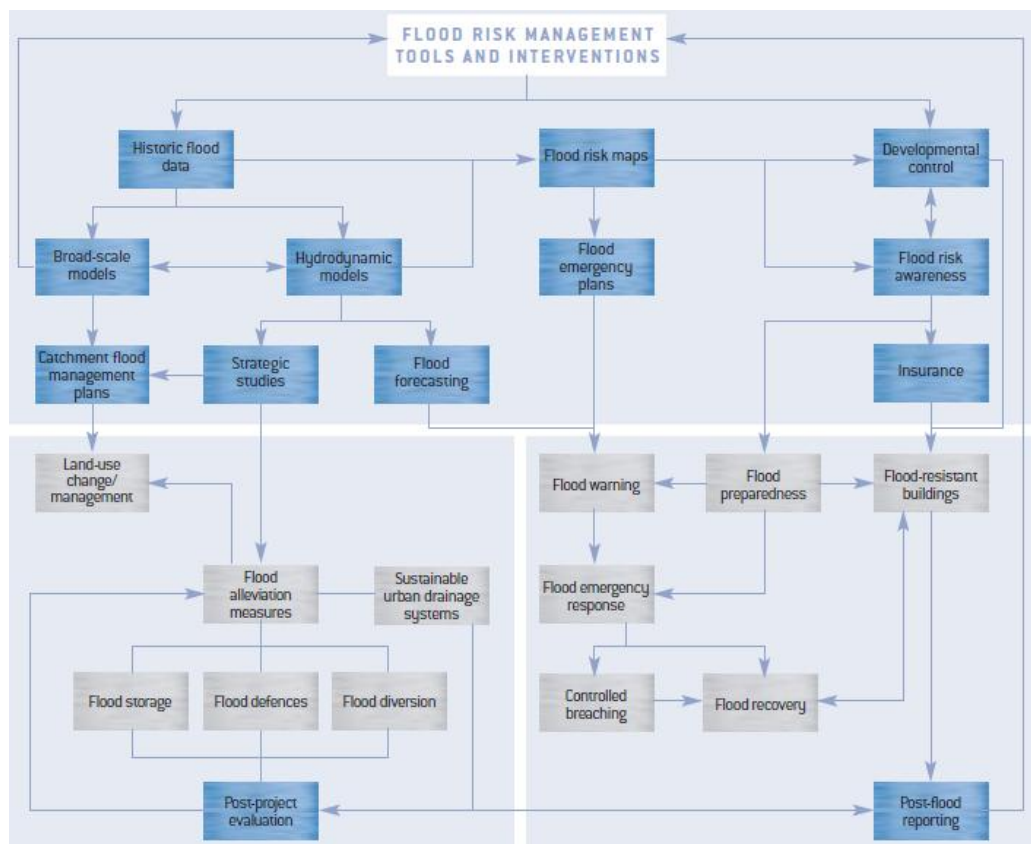 FLOOD RISK MANAGEMENT
TOOLS AND INTERVENTIONS
Historic flood
data
Flood risk maps
Developmental
control
Broad-scale
models
Hydrodynamic
models
Flood
emergency
plans
Flood risk
awareness
Catchment flood
management
plans
Strategic
studies
Flood
forecasting
Insurance
Land-use
change/
management
Flood warning
Flood
preparedness
Flood-resistant
buildings
Flood
alleviation
measures
Sustainable
urban drainage
systems
Flood emergency
response
Flood storage
Flood defences
Flood diversion
Controlled
breaching
Flood recovery
Post-project
evaluation
Post-flood
reporting